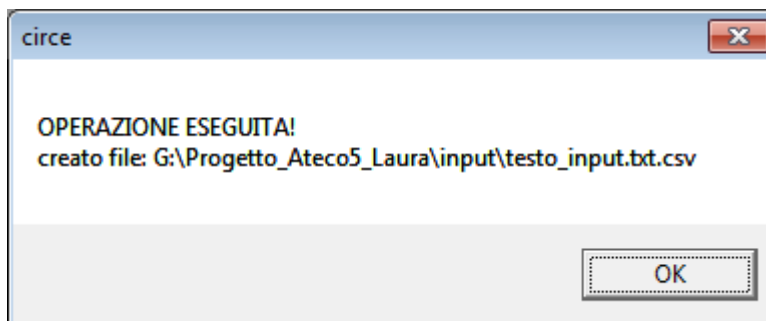 circe
OPERAZIONE ESEGUITA!
creato file: G:\Progetto_Ateco5_Laura\input\testo_input.txt.csv
OK